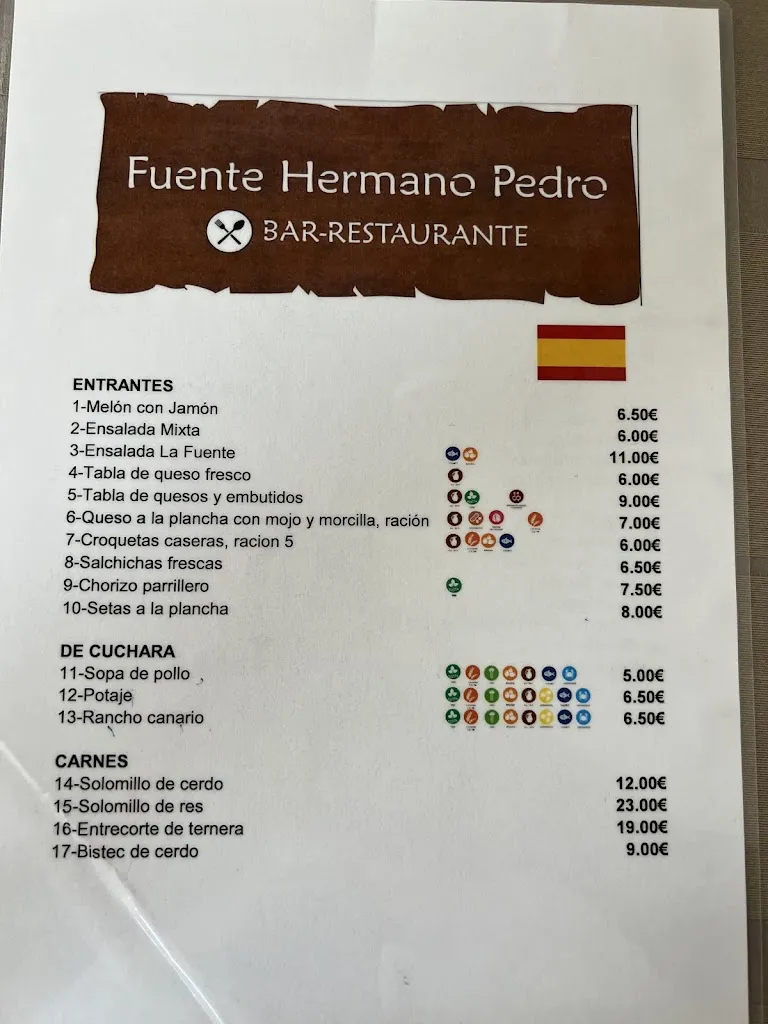 Fuente Hermano Pedro
BAR-RESTAURANTE
ENTRANTES
1-Melón con Jamón 6.50€
2-Ensalada Mixta 6.00€
3-Ensalada La Fuente 11.00€
4-Tabla de queso fresco 6.00€
5-Tabla de quesos y embutidos 9.00€
6-Queso a la plancha con mojo y morcilla, ración 7.00€
7-Croquetas caseras, racion 5 6.00€
8-Salchichas frescas 6.50€
9-Chorizo parrillero 7.50€
10-Setas a la plancha 8.00€
DE CUCHARA
11-Sopa de pollo 5.00€
12-Potaje 6.50€
13-Rancho canario 6.50€
CARNES
14-Solomillo de cerdo 12.00€
15-Solomillo de res 23.00€
16-Entrecorte de ternera 19.00€
17-Bistec de cerdo 9.00€